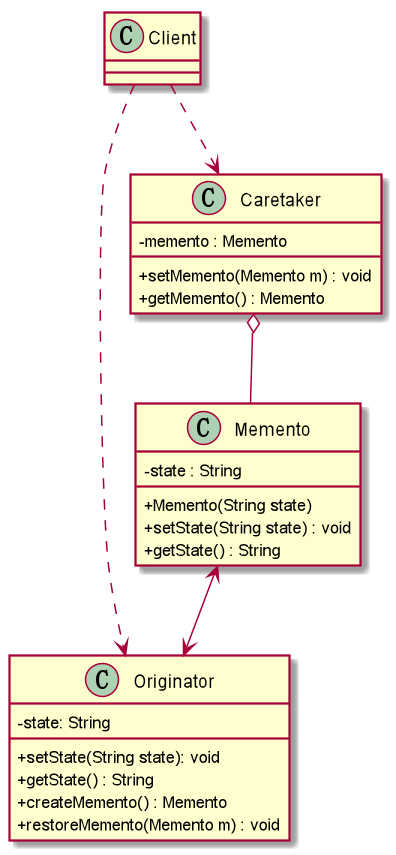 C Client
C Caretaker
-memento : Memento
+setMemento(Memento m) : void
+getMemento() : Memento
C Memento
-state : String
+Memento(String state)
+setState(String state) : void
+getState() : String
C Originator
-state: String
+setState(String state): void
+getState() : String
+createMemento() : Memento
+restoreMemento(Memento m) : void